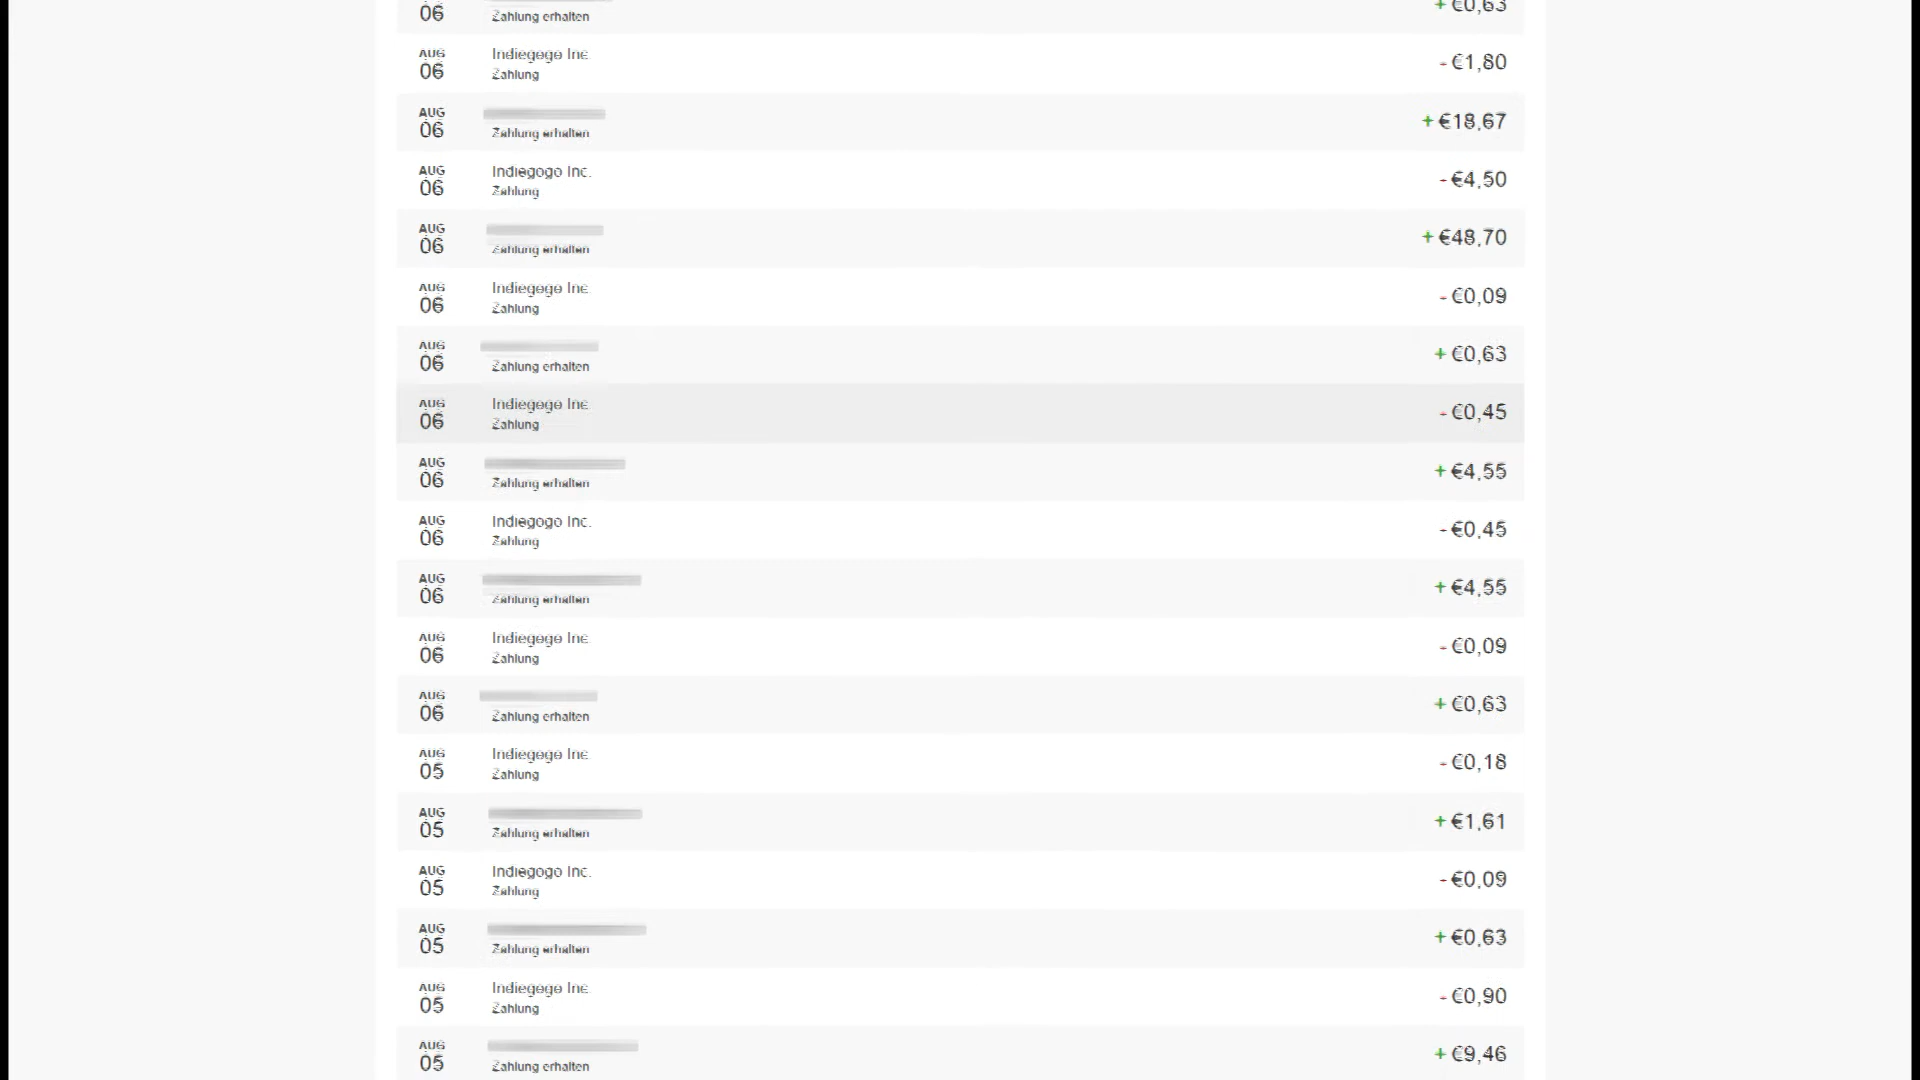 06
Zahlung erhalten
+ €0,63
AUG
06
Indiegogo Inc.
Zahlung
- €1,80
AUG
06
Zahlung erhalten
+ €18,67
AUG
06
Indiegogo Inc.
Zahlung
- €4,50
AUG
06
Zahlung erhalten
+ €48,70
AUG
06
Indiegogo Inc.
Zahlung
- €0,09
AUG
06
Zahlung erhalten
+ €0,63
AUG
06
Indiegogo Inc.
Zahlung
- €0,45
AUG
06
Zahlung erhalten
+ €4,55
AUG
06
Indiegogo Inc.
Zahlung
- €0,45
AUG
06
Zahlung erhalten
+ €4,55
AUG
06
Indiegogo Inc.
Zahlung
- €0,09
AUG
06
Zahlung erhalten
+ €0,63
AUG
05
Indiegogo Inc.
Zahlung
- €0,18
AUG
05
Zahlung erhalten
+ €1,61
AUG
05
Indiegogo Inc.
Zahlung
- €0,09
AUG
05
Zahlung erhalten
+ €0,63
AUG
05
Indiegogo Inc.
Zahlung
- €0,90
AUG
05
Zahlung erhalten
+ €9,46